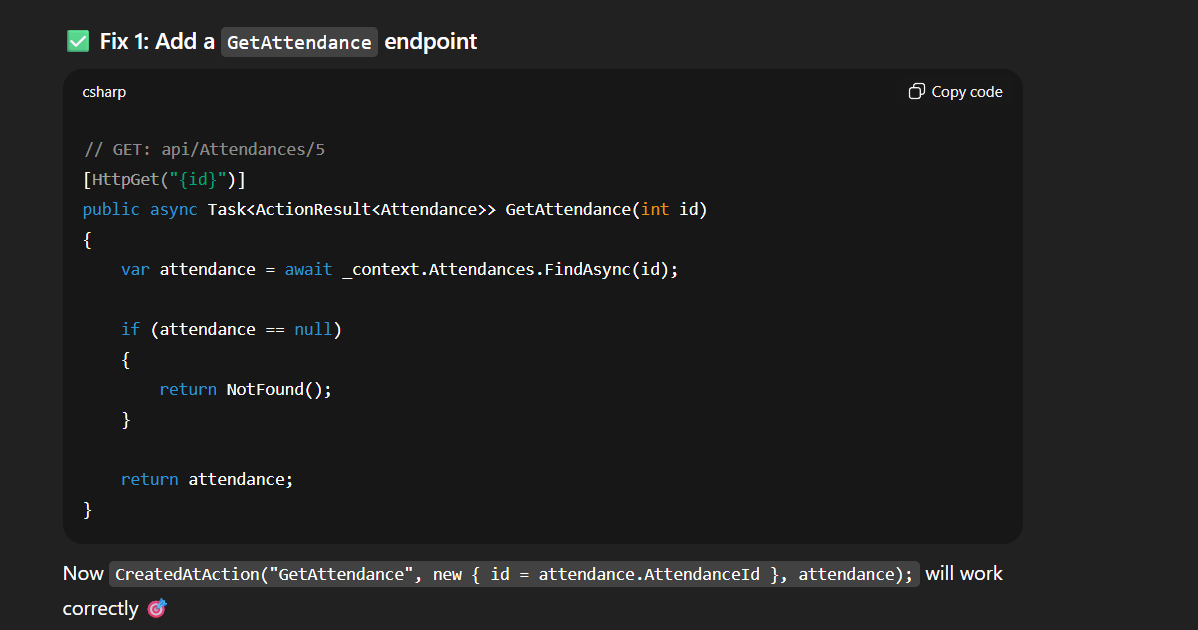 ✅ Fix 1: Add a GetAttendance endpoint
csharp
Copy code
// GET: api/Attendances/5
[HttpGet("{id}")]
public async Task<ActionResult<Attendance>> GetAttendance(int id)
{
    var attendance = await _context.Attendances.FindAsync(id);
    if (attendance == null)
    {
        return NotFound();
    }
    return attendance;
}
Now CreatedAtAction("GetAttendance", new { id = attendance.AttendanceId }, attendance); will work
correctly 🎯